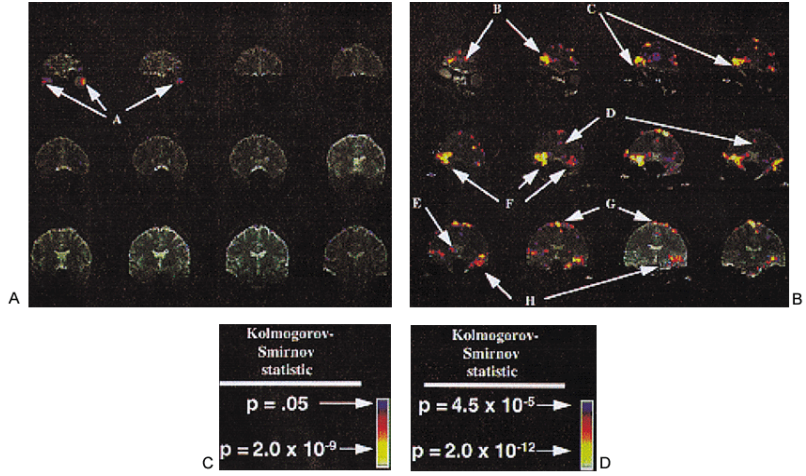 A
B
C
D
E
F
G
H
A
B
Kolmogorov-
Smirnov
statistic
p = .05
p = 2.0 x 10-9
C
Kolmogorov-
Smirnov
statistic
p = 4.5 x 10-5
p = 2.0 x 10-12
D